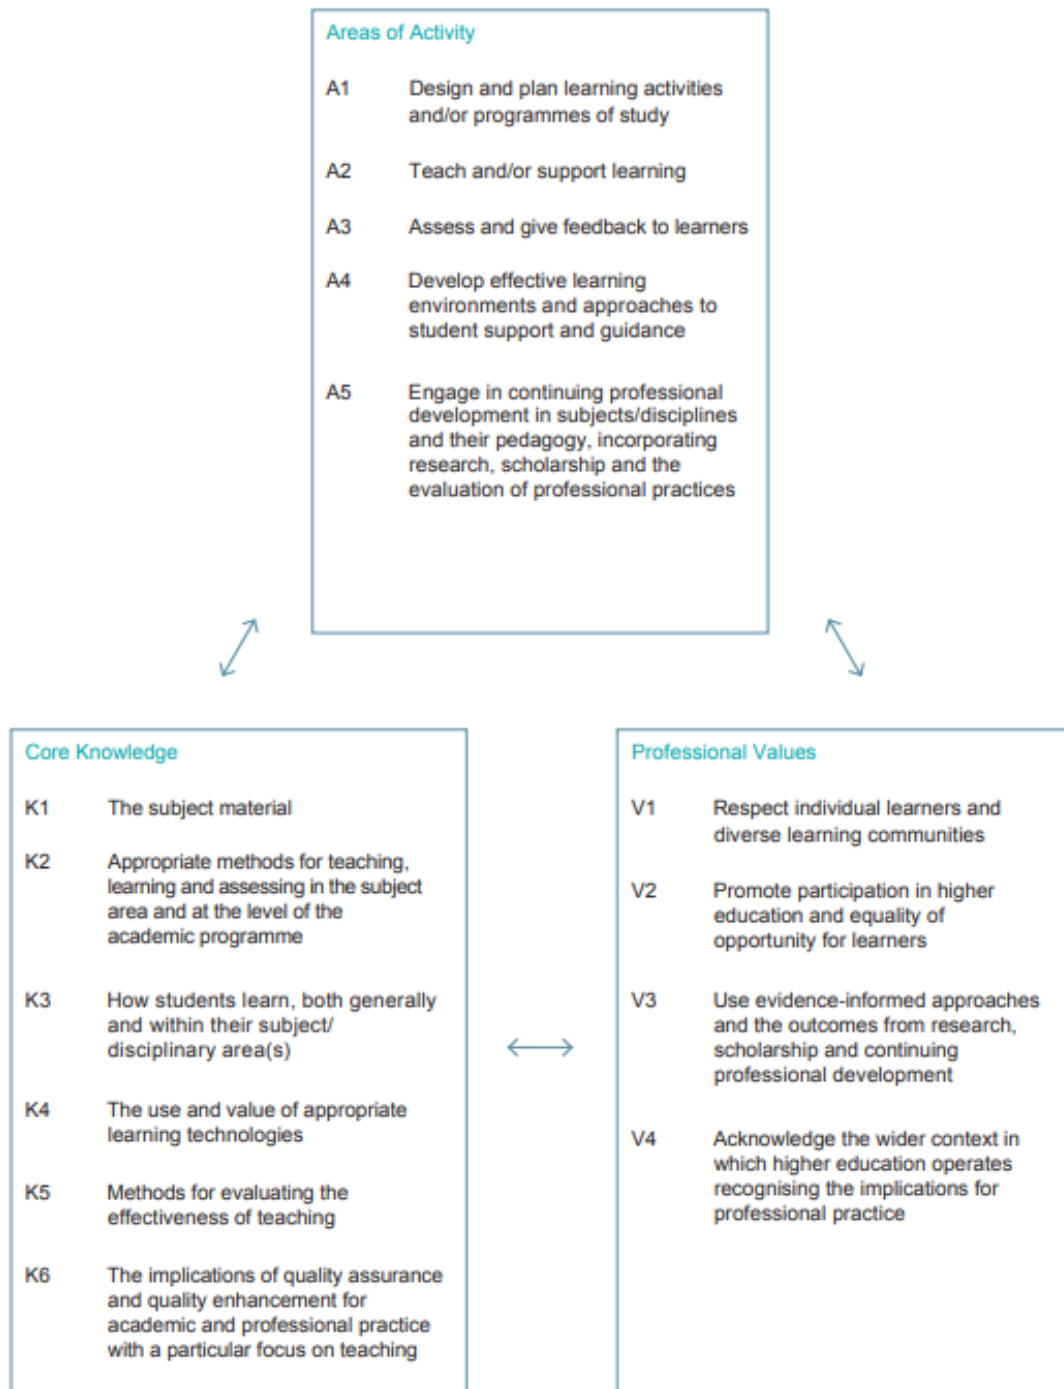 Areas of Activity
A1 Design and plan learning activities
and/or programmes of study
A2 Teach and/or support learning
A3 Assess and give feedback to learners
A4 Develop effective learning
environments and approaches to
student support and guidance
A5 Engage in continuing professional
development in subjects/disciplines
and their pedagogy, incorporating
research, scholarship and the
evaluation of professional practices
Core Knowledge
K1 The subject material
K2 Appropriate methods for teaching,
learning and assessing in the subject
area and at the level of the
academic programme
K3 How students learn, both generally
and within their subject/
disciplinary area(s)
K4 The use and value of appropriate
learning technologies
K5 Methods for evaluating the
effectiveness of teaching
K6 The implications of quality assurance
and quality enhancement for
academic and professional practice
with a particular focus on teaching
Professional Values
V1 Respect individual learners and
diverse learning communities
V2 Promote participation in higher
education and equality of
opportunity for learners
V3 Use evidence-informed approaches
and the outcomes from research,
scholarship and continuing
professional development
V4 Acknowledge the wider context in
which higher education operates
recognising the implications for
professional practice